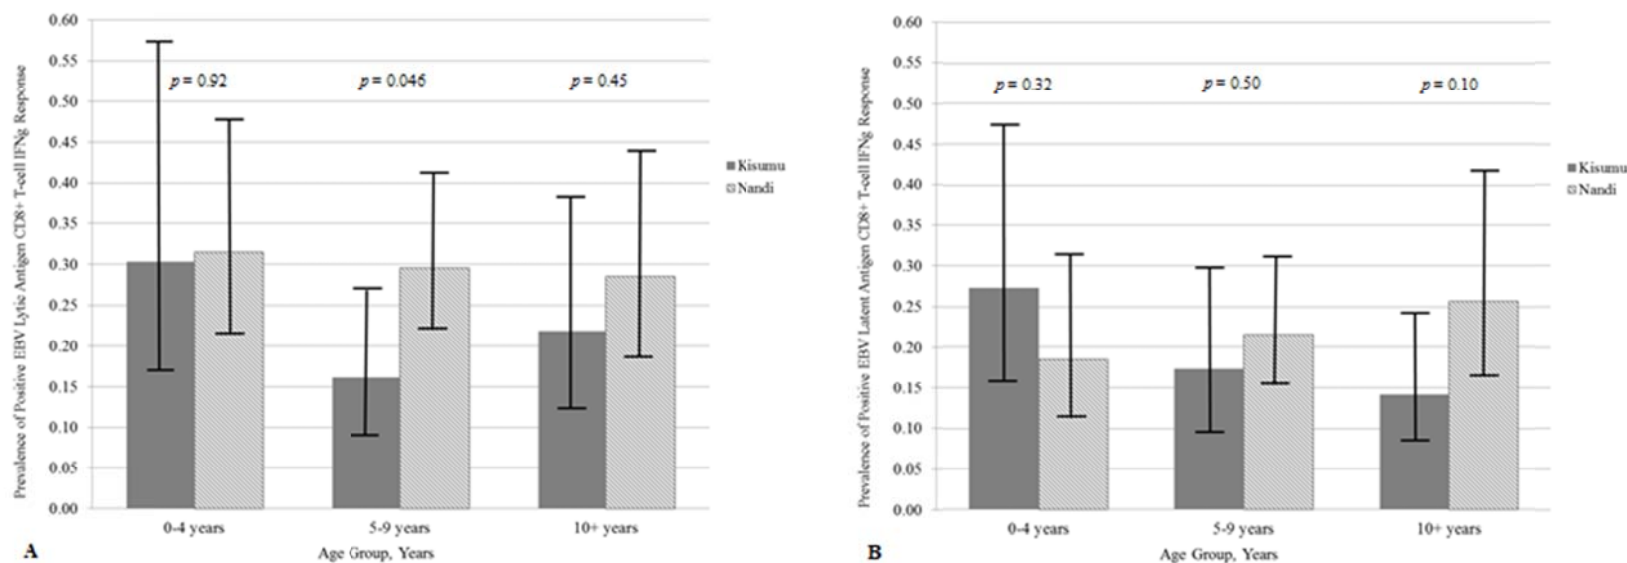 Prevalence of Positive EBV Lytic Antigen CD8+ T-cell IFNg Response
0.60
0.55
0.50
0.45
0.40
0.35
0.30
0.25
0.20
0.15
0.10
0.05
0.00
p = 0.92
p = 0.046
p = 0.45
Kisumu
Nandi
0-4 years
5-9 years
10+ years
Age Group, Years
A
Prevalence of Positive EBV Latent Antigen CD8+ T-cell IFNg Response
0.60
0.55
0.50
0.45
0.40
0.35
0.30
0.25
0.20
0.15
0.10
0.05
0.00
p = 0.32
p = 0.50
p = 0.10
Kisumu
Nandi
0-4 years
5-9 years
10+ years
Age Group, Years
B